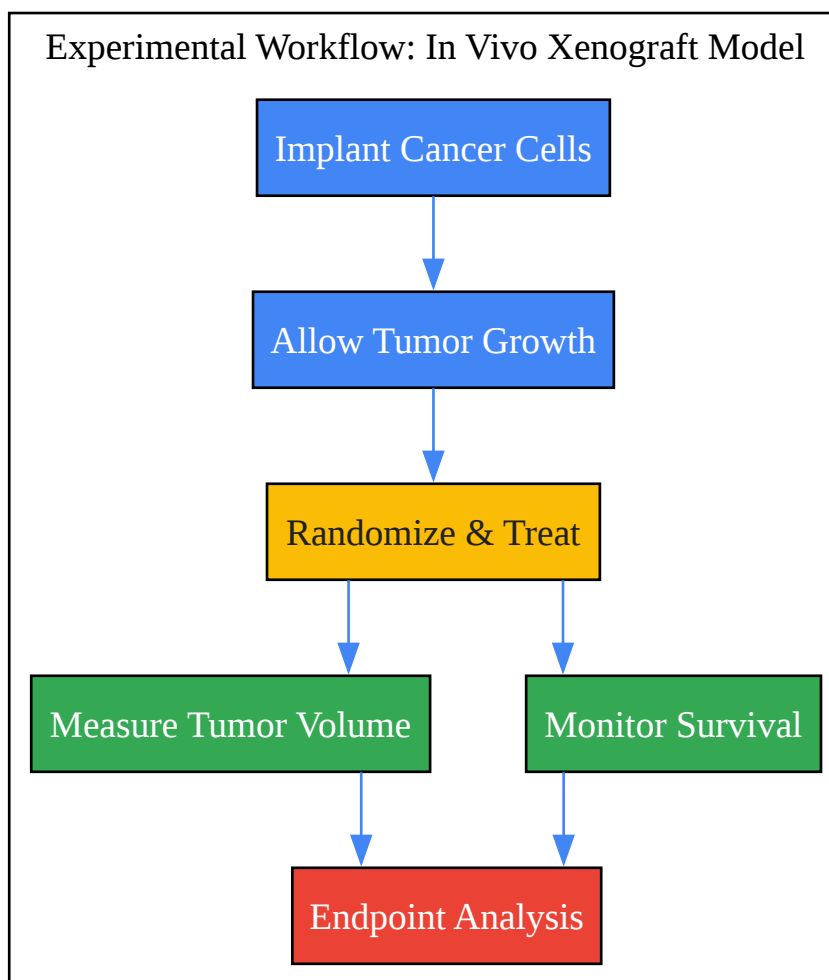 Experimental Workflow: In Vivo Xenograft Model
Implant Cancer Cells
Allow Tumor Growth
Randomize & Treat
Measure Tumor Volume
Monitor Survival
Endpoint Analysis